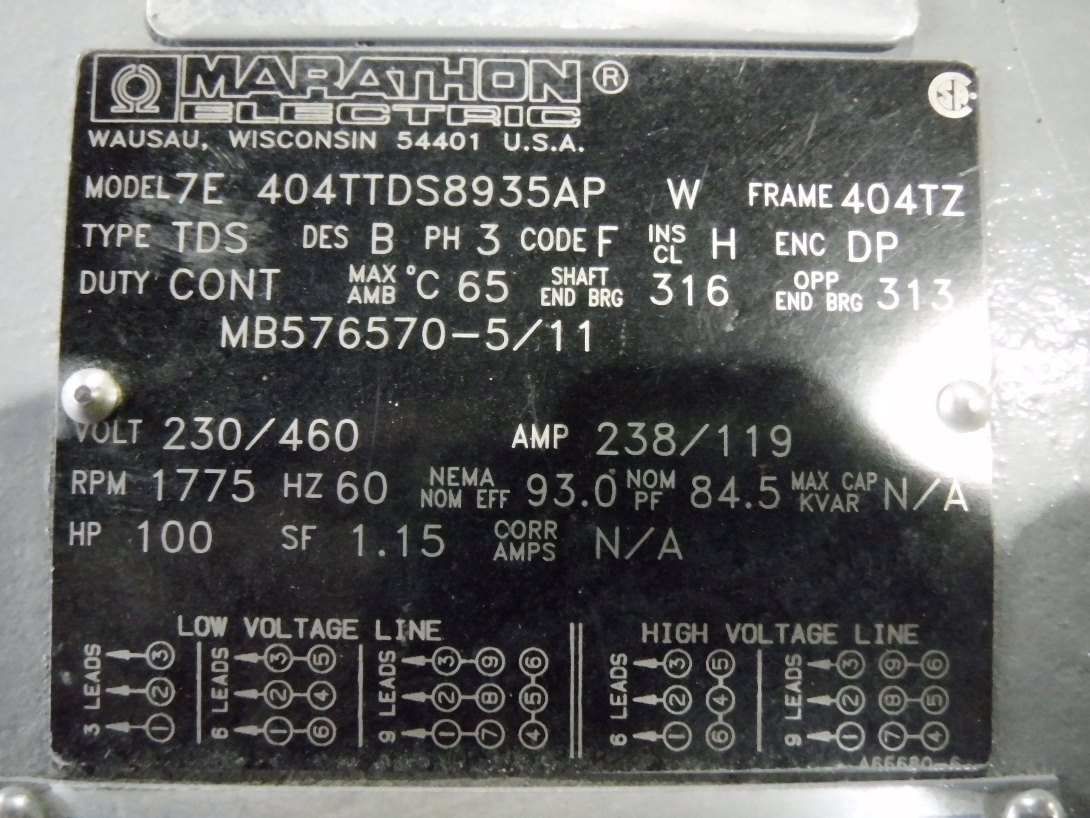 MARATHON®
ELECTRIC
WAUSAU, WISCONSIN 54401 U.S.A.
MODEL 7E 404TTDS8935AP W FRAME 404TZ
TYPE TDS DES B PH 3 CODE F INS CL H ENC DP
DUTY CONT MAX AMB °C 65 SHAFT END BRG 316 OPP END BRG 313
MB576570-5/11
VOLT 230/460 AMP 238/119
RPM 1775 HZ 60 NEMA NOM EFF 93.0 NOM PF 84.5 MAX CAP KVAR N/A
HP 100 SF 1.15 CORR AMPS N/A
LOW VOLTAGE LINE HIGH VOLTAGE LINE
3 LEADS 3 2 1
6 LEADS 3-5 2-4 1-6
9 LEADS 3-9 6 2-8 5 1-7 4
6 LEADS 3 5 2 4 1 6
9 LEADS 3 9-6 2 8-5 1 7-4